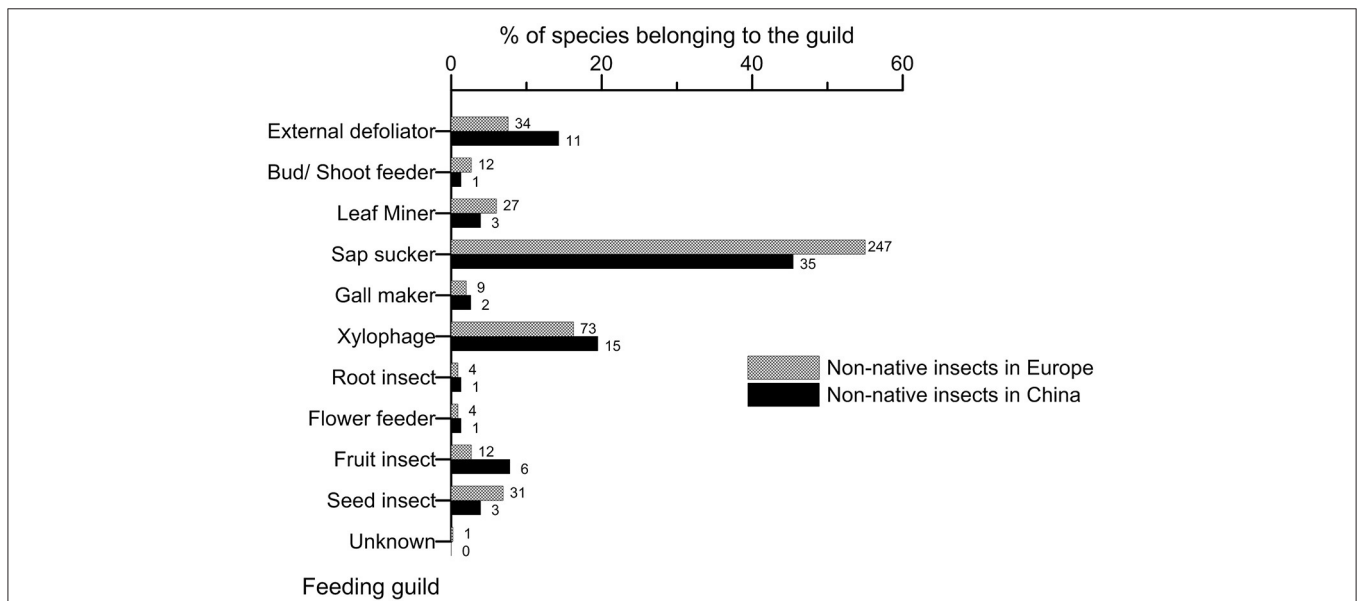 % of species belonging to the guild
0 20 40 60
External defoliator 34
11
Bud/ Shoot feeder 12
1
Leaf Miner 27
3
Sap sucker 247
35
Gall maker 9
2
Xylophage 73
15
Root insect 4
1
Flower feeder 4
1
Fruit insect 12
6
Seed insect 31
3
Unknown 1
0
Feeding guild
Non-native insects in Europe
Non-native insects in China